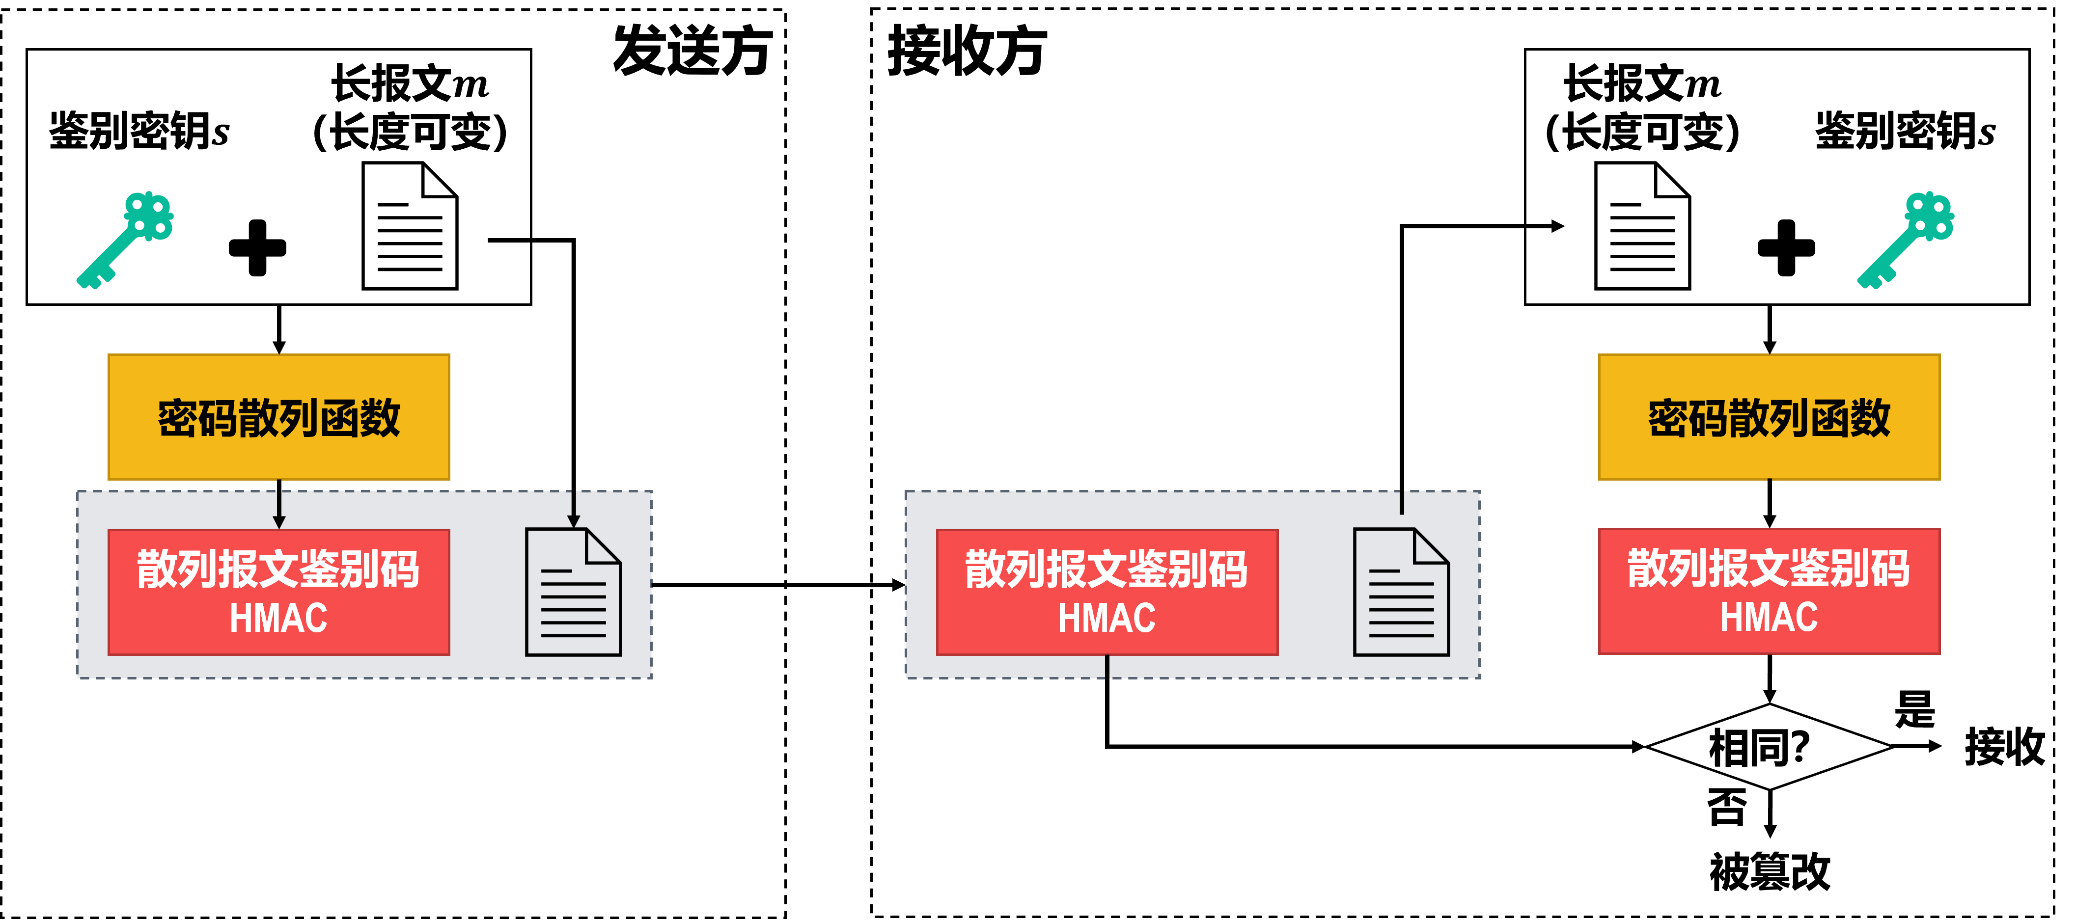 发送方
鉴别密钥s
长报文m
(长度可变)
密码散列函数
散列报文鉴别码
HMAC
接收方
散列报文鉴别码
HMAC
长报文m
(长度可变)
鉴别密钥s
密码散列函数
散列报文鉴别码
HMAC
相同?
是
接收
否
被篡改